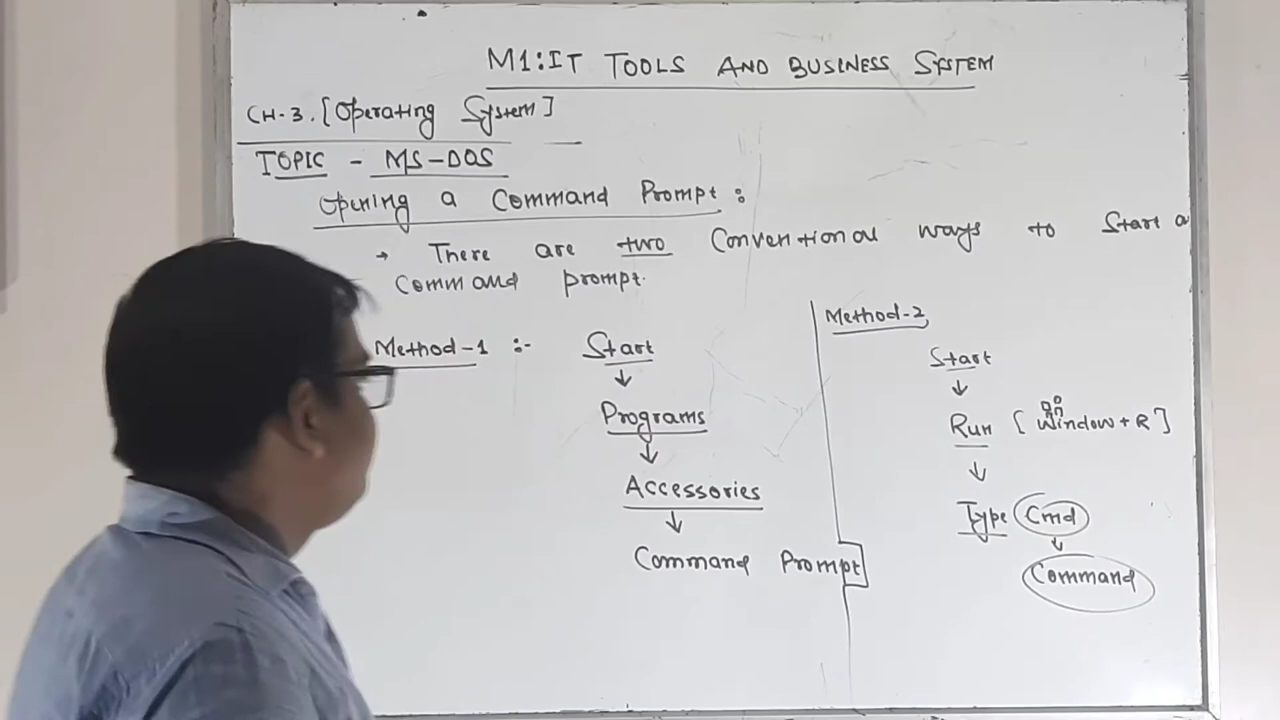 M1:IT TOOLS AND BUSINESS SYSTEM
CH-3.[Operating System]
TOPIC - MS-DOS
Opening a Command Prompt:
→ There are two Conventional ways to Start a
Command prompt.
Method-1 :-
Start
↓
Programs
↓
Accessories
↓
Command Prompt
Method-2
Start
↓
Run [Window+R]
↓
Type Cmd
↓
Command